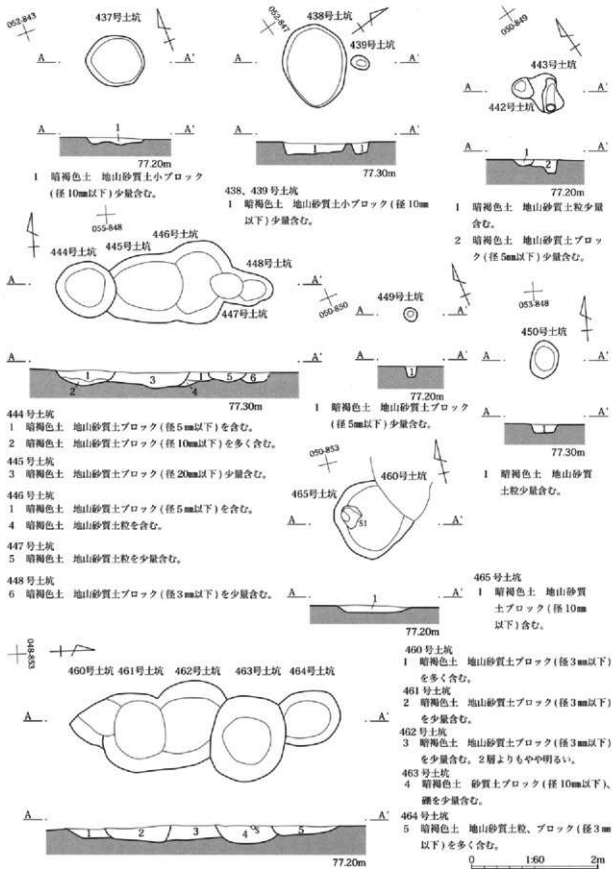 052-843
437号土坑
A
A'
A
1
A'
77.20m
1 暗褐色土 地山砂質土小ブロック
(径10㎜以下)少量含む。
052-847
438号土坑
439号土坑
A
A'
A
1
1
A'
77.30m
438、439号土坑
1 暗褐色土 地山砂質土小ブロック(径10㎜
以下)少量含む。
050-849
443号土坑
A
A'
442号土坑
A
1
2
A'
77.20m
1 暗褐色土 地山砂質土粒少量
含む。
2 暗褐色土 地山砂質土ブロッ
ク(径5㎜以下)少量含む。
055-848
446号土坑
444号土坑
445号土坑
448号土坑
A
A'
447号土坑
A
1
2
3
4
1
5
6
A'
77.30m
444号土坑
1 暗褐色土 地山砂質土ブロック(径5㎜以下)を含む。
2 暗褐色土 地山砂質土ブロック(径10㎜以下)を多く含む。
445号土坑
3 暗褐色土 地山砂質土ブロック(径20㎜以下)少量含む。
446号土坑
1 暗褐色土 地山砂質土ブロック(径5㎜以下)を含む。
4 暗褐色土 地山砂質土粒を含む。
447号土坑
5 暗褐色土 地山砂質土粒を少量含む。
448号土坑
6 暗褐色土 地山砂質土ブロック(径3㎜以下)を少量含む。
050-850
449号土坑
A
A'
A
1
A'
77.20m
1 暗褐色土 地山砂質土ブロック
(径5㎜以下)少量含む。
053-848
450号土坑
A
A'
A
1
A'
77.30m
1 暗褐色土 地山砂質
土粒少量含む。
050-853
460号土坑
465号土坑
S1
A
A'
A
1
A'
77.20m
465号土坑
1 暗褐色土 地山砂質
土ブロック(径10㎜
以下)含む。
048-853
460号土坑 461号土坑 462号土坑 463号土坑 464号土坑
A
A'
A
1
2
3
4
S
5
A'
77.20m
460号土坑
1 暗褐色土 地山砂質土ブロック(径3㎜以下)
を多く含む。
461号土坑
2 暗褐色土 地山砂質土ブロック(径3㎜以下)
を少量含む。
462号土坑
3 暗褐色土 地山砂質土ブロック(径3㎜以下)
を少量含む。2層よりもやや明るい。
463号土坑
4 暗褐色土 砂質土ブロック(径10㎜以下)、
礫を少量含む。
464号土坑
5 暗褐色土 地山砂質土粒、ブロック(径3㎜
以下)を多く含む。
0 1:60 2m